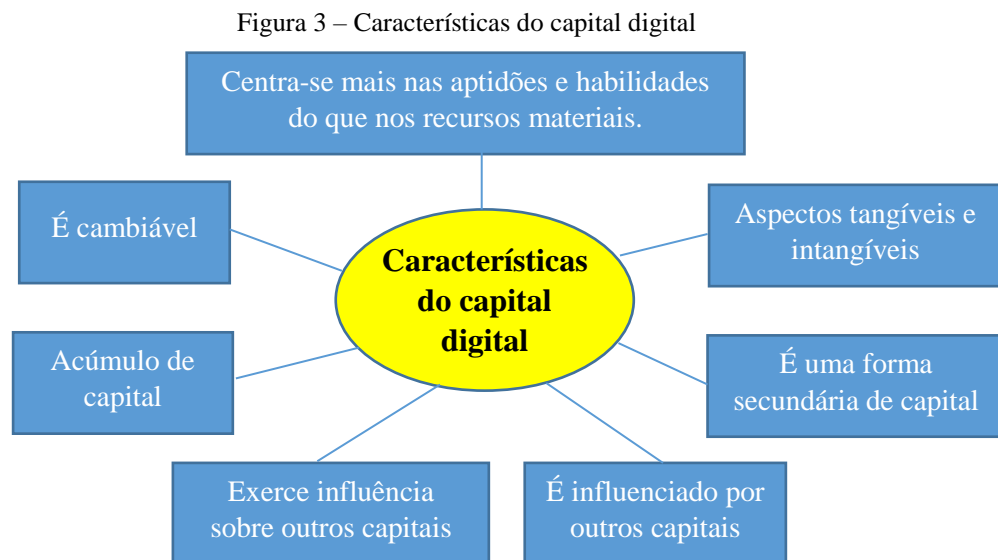 Figura 3 – Características do capital digital
Centra-se mais nas aptidões e habilidades
do que nos recursos materiais.
É cambiável
Aspectos tangíveis e
intangíveis
Características
do capital
digital
Acúmulo de
capital
É uma forma
secundária de capital
Exerce influência
sobre outros capitais
É influenciado por
outros capitais